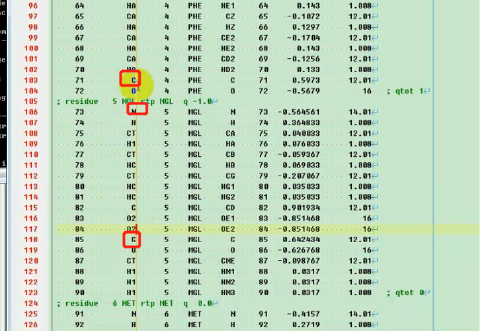 96 64 HA 4 PHE HE1 64 0.143 1.008
97 65 CA 4 PHE CZ 65 -0.1072 12.01
98 66 HA 4 PHE HZ 66 0.1297 1.008
99 67 CA 4 PHE CE2 67 -0.1704 12.01
100 68 HA 4 PHE HE2 68 0.143 1.008
101 69 CA 4 PHE CD2 69 -0.1256 12.01
102 70 HA 4 PHE HD2 70 0.133 1.008
103 71 C 4 PHE C 71 0.5973 12.01
104 72 O 4 PHE O 72 -0.5679 16 ; qtot 1
105 ; residue 5 MGL rtp MGL q -1.0
106 73 N 5 MGL N 73 -0.564561 14.01
107 74 H 5 MGL H 74 0.364833 1.008
108 75 CT 5 MGL CA 75 0.040033 12.01
109 76 H1 5 MGL HA 76 0.076033 1.008
110 77 CT 5 MGL CB 77 -0.059367 12.01
111 78 HC 5 MGL HB 78 0.069033 1.008
112 79 CT 5 MGL CG 79 -0.207067 12.01
113 80 HC 5 MGL HG1 80 0.035033 1.008
114 81 HC 5 MGL HG2 81 0.035033 1.008
115 82 C 5 MGL CD 82 0.901934 12.01
116 83 O2 5 MGL OE1 83 -0.851468 16
117 84 O2 5 MGL OE2 84 -0.851468 16
118 85 C 5 MGL C 85 0.642434 12.01
119 86 O 5 MGL O 86 -0.626768 16
120 87 CT 5 MGL CME 87 -0.098767 12.01
121 88 H1 5 MGL HM1 88 0.0317 1.008
122 89 H1 5 MGL HM2 89 0.0317 1.008
123 90 H1 5 MGL HM3 90 0.0317 1.008 ; qtot 0
124 ; residue 6 MET rtp MET q 0.0
125 91 N 6 MET N 91 -0.4157 14.01
126 92 H 6 MET H 92 0.2719 1.008